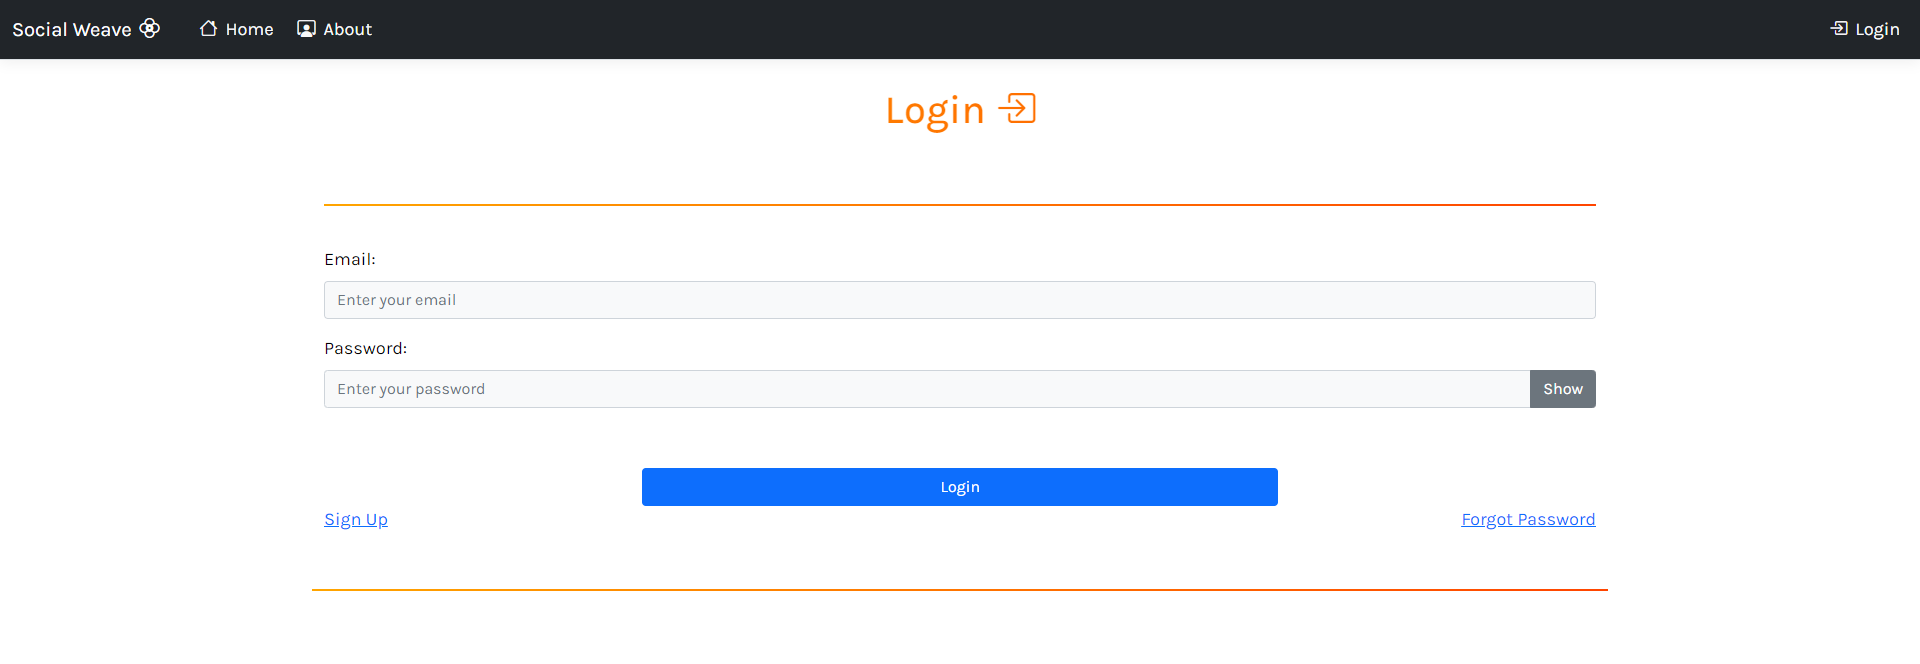 Social Weave Home About Login
Login
Email:
Enter your email
Password:
Enter your password Show
Login
Sign Up Forgot Password